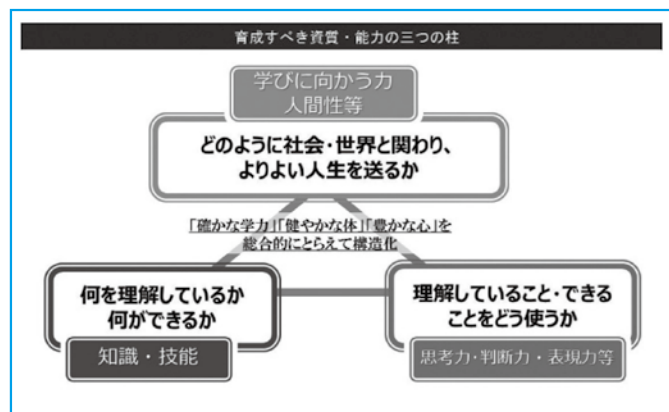 育成すべき資質・能力の三つの柱
学びに向かう力
人間性等
どのように社会・世界と関わり、
よりよい人生を送るか
「確かな学力」「健やかな体」「豊かな心」を
総合的にとらえて構造化
何を理解しているか
何ができるか
知識・技能
理解していること・できる
ことをどう使うか
思考力・判断力・表現力等